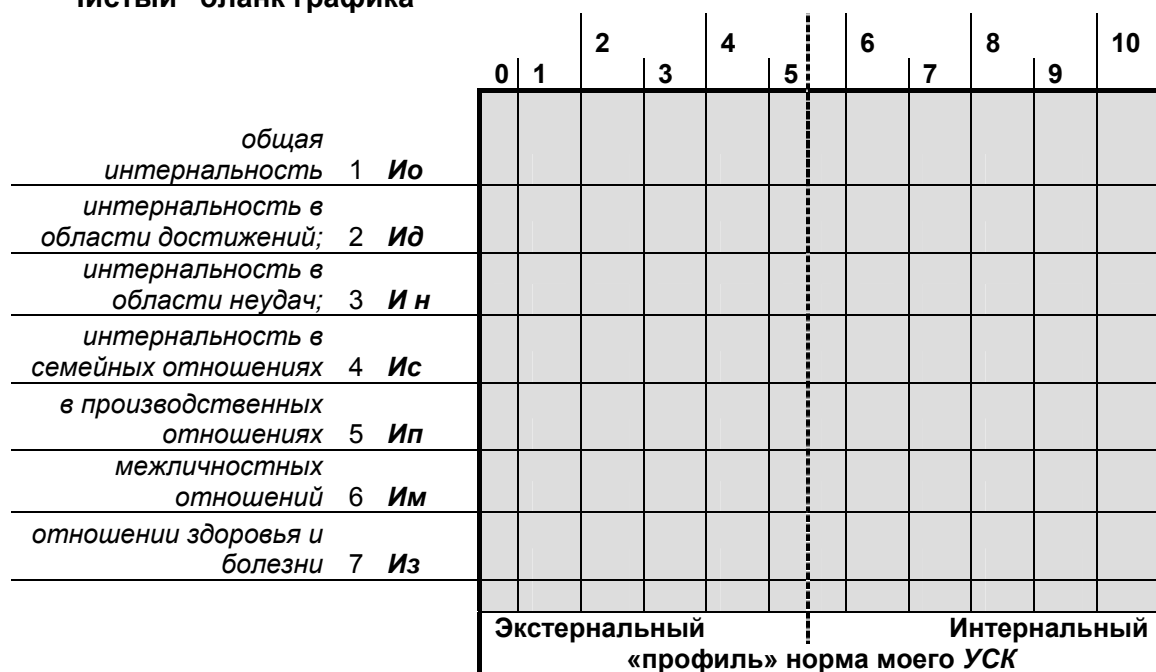 бланк графика
2 4 6 8 10
0 1 3 5 7 9
общая
интернальность 1 Ио
интернальность в
области достижений; 2 Ид
интернальность в
области неудач; 3 И н
интернальность в
семейных отношениях 4 Ис
в производственных
отношениях 5 Ип
межличностных
отношений 6 Им
отношении здоровья и
болезни 7 Из
Экстернальный Интернальный
«профиль» норма моего УСК